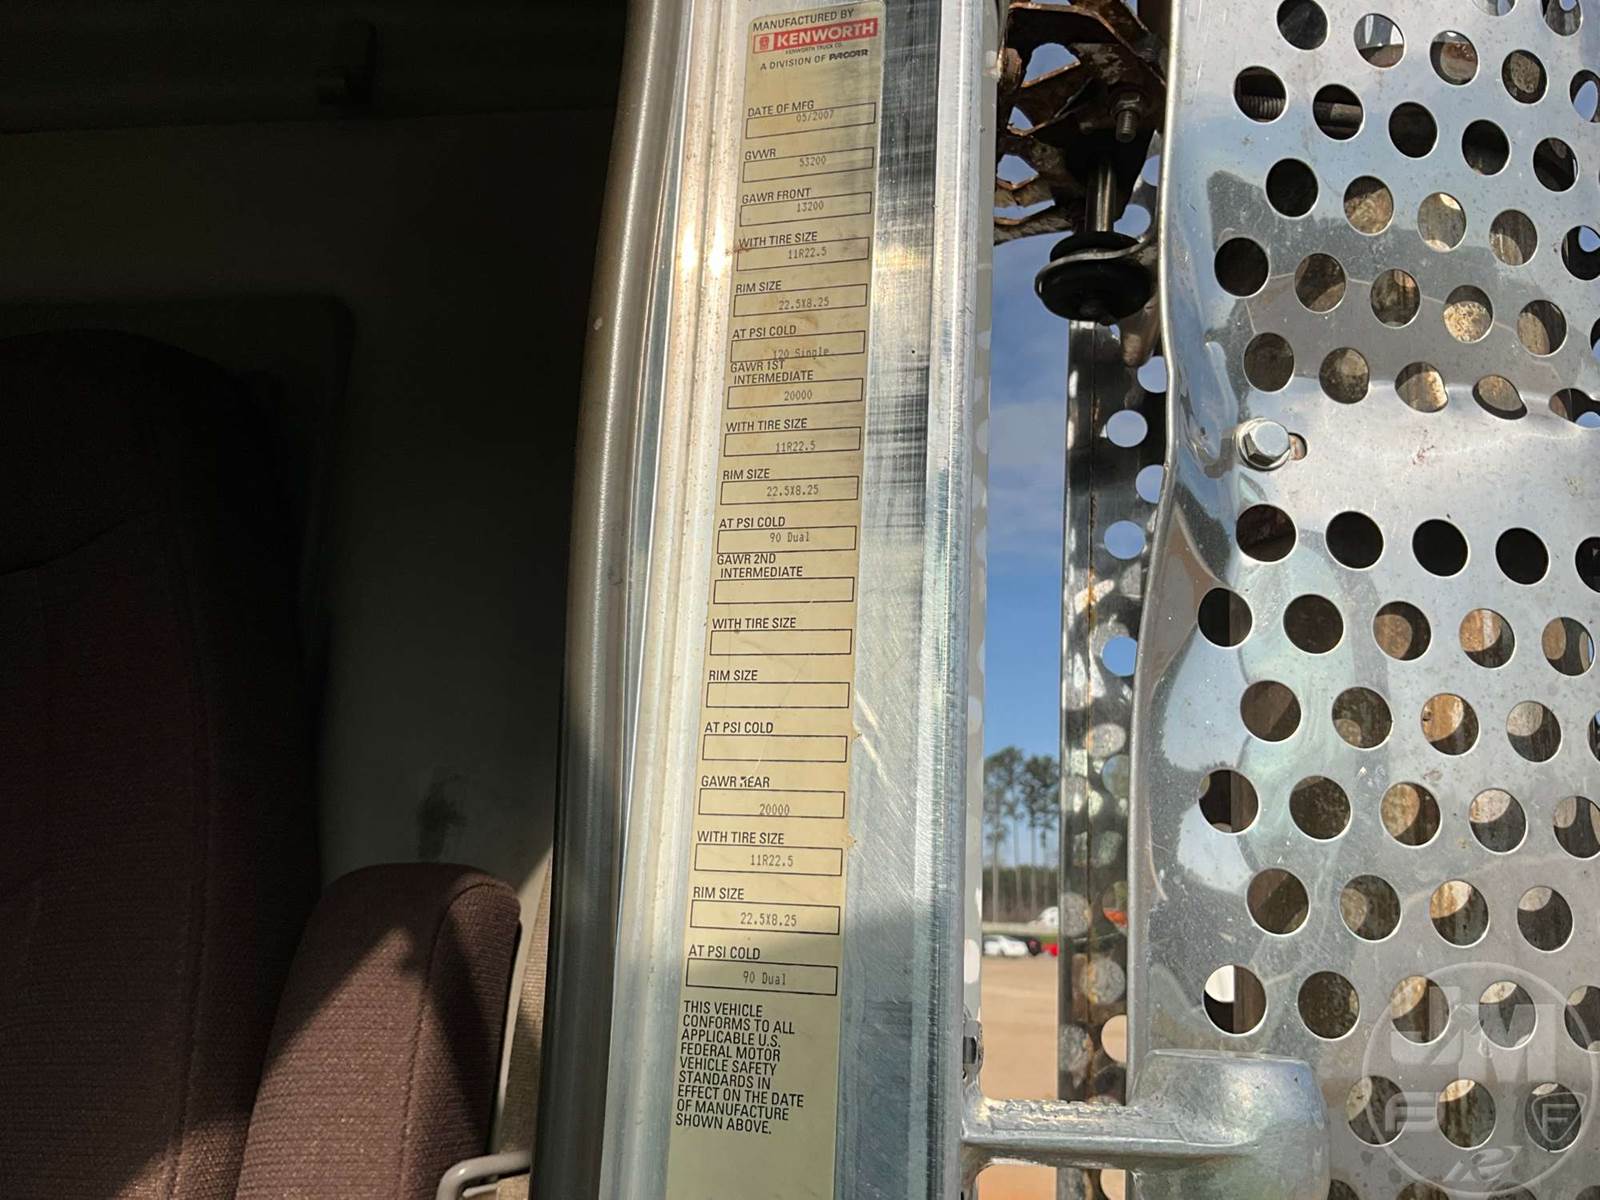 MANUFACTURED BY
KENWORTH
KENWORTH TRUCK CO.
A DIVISION OF PACCAR
DATE OF MFG
05/2007
GVWR
53200
GAWR FRONT
13200
WITH TIRE SIZE
11R22.5
RIM SIZE
22.5X8.25
AT PSI COLD
120 Single
GAWR 1ST
INTERMEDIATE
20000
WITH TIRE SIZE
11R22.5
RIM SIZE
22.5X8.25
AT PSI COLD
90 Dual
GAWR 2ND
INTERMEDIATE
WITH TIRE SIZE
RIM SIZE
AT PSI COLD
GAWR REAR
20000
WITH TIRE SIZE
11R22.5
RIM SIZE
22.5X8.25
AT PSI COLD
90 Dual
THIS VEHICLE
CONFORMS TO ALL
APPLICABLE U.S.
FEDERAL MOTOR
VEHICLE SAFETY
STANDARDS IN
EFFECT ON THE DATE
OF MANUFACTURE
SHOWN ABOVE.